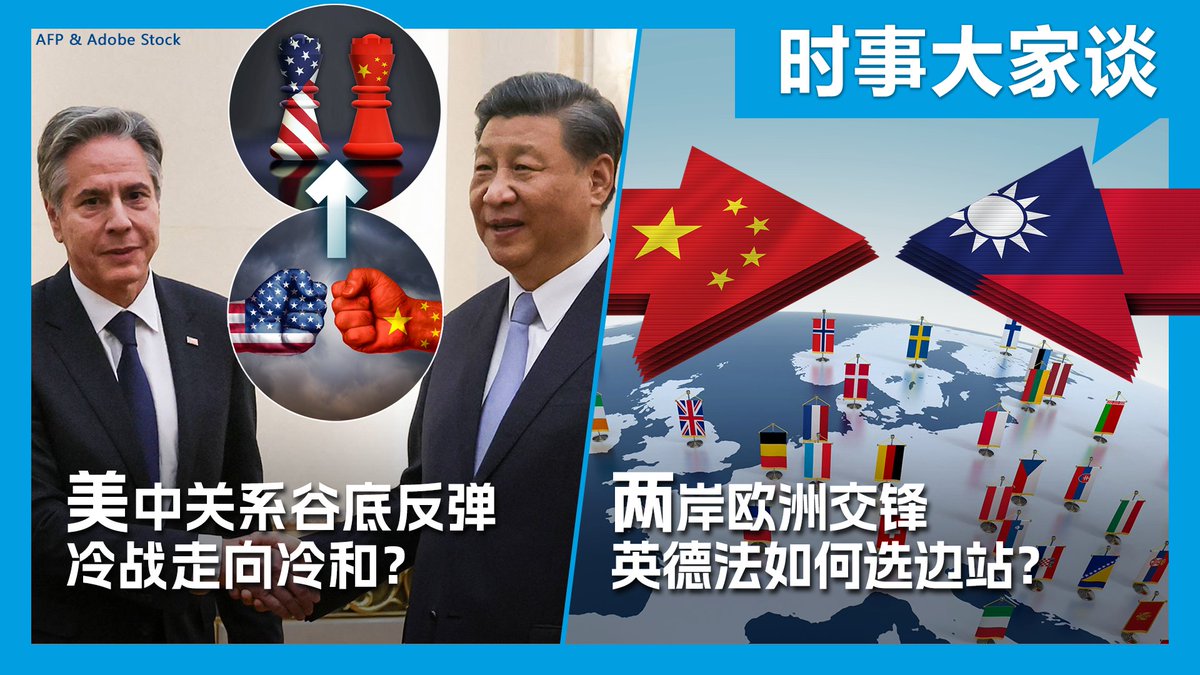 AFP & Adobe Stock
时事大家谈
美中关系谷底反弹
冷战走向冷和?
两岸欧洲交锋
英德法如何选边站?